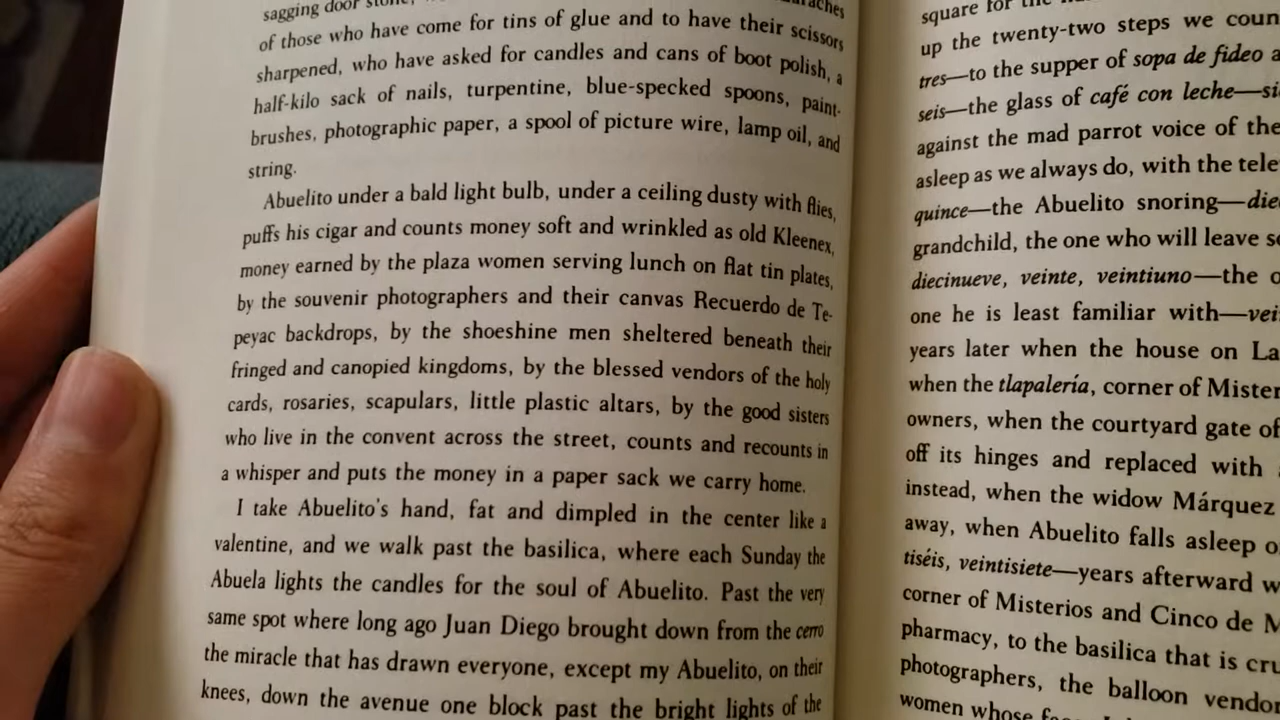 sagging door stone,
of those who have come for tins of glue and to have their scissors
sharpened, who have asked for candles and cans of boot polish, a
half-kilo sack of nails, turpentine, blue-specked spoons, paint-
brushes, photographic paper, a spool of picture wire, lamp oil, and
string.
Abuelito under a bald light bulb, under a ceiling dusty with flies,
puffs his cigar and counts money soft and wrinkled as old Kleenex,
money earned by the plaza women serving lunch on flat tin plates,
by the souvenir photographers and their canvas Recuerdo de Te-
peyac backdrops, by the shoeshine men sheltered beneath their
fringed and canopied kingdoms, by the blessed vendors of the holy
cards, rosaries, scapulars, little plastic altars, by the good sisters
who live in the convent across the street, counts and recounts in
a whisper and puts the money in a paper sack we carry home.
I take Abuelito's hand, fat and dimpled in the center like a
valentine, and we walk past the basilica, where each Sunday the
Abuela lights the candles for the soul of Abuelito. Past the very
same spot where long ago Juan Diego brought down from the cerro
the miracle that has drawn everyone, except my Abuelito, on their
knees, down the avenue one block past the bright lights of the
square for the
up the twenty-two steps we coun
tres—to the supper of sopa de fideo a
seis—the glass of café con leche—si
against the mad parrot voice of the
asleep as we always do, with the tele
quince—the Abuelito snoring—die
grandchild, the one who will leave s
diecinueve, veinte, veintiuno—the o
one he is least familiar with—vei
years later when the house on La
when the tlapalería, corner of Mister
owners, when the courtyard gate of
off its hinges and replaced with
instead, when the widow Márquez
away, when Abuelito falls asleep o
tiséis, veintisiete—years afterward w
corner of Misterios and Cinco de M
pharmacy, to the basilica that is cru
photographers, the balloon vendo
women whose